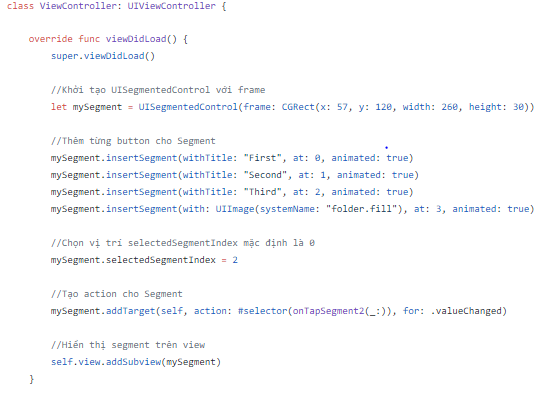 class ViewController: UIViewController {
override func viewDidLoad() {
super.viewDidLoad()
//Khởi tạo UISegmentedControl với frame
let mySegment = UISegmentedControl(frame: CGRect(x: 57, y: 120, width: 260, height: 30))
//Thêm từng button cho Segment
mySegment.insertSegment(withTitle: "First", at: 0, animated: true)
mySegment.insertSegment(withTitle: "Second", at: 1, animated: true)
mySegment.insertSegment(withTitle: "Third", at: 2, animated: true)
mySegment.insertSegment(with: UIImage(systemName: "folder.fill"), at: 3, animated: true)
//Chọn vị trí selectedSegmentIndex mặc định là 0
mySegment.selectedSegmentIndex = 2
//Tạo action cho Segment
mySegment.addTarget(self, action: #selector(onTapSegment2(_:)), for: .valueChanged)
//Hiển thị segment trên view
self.view.addSubview(mySegment)
}